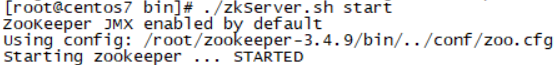 [root@centos7 bin]# ./zkServer.sh start
ZooKeeper JMX enabled by default
Using config: /root/zookeeper-3.4.9/bin/../conf/zoo.cfg
Starting zookeeper ... STARTED